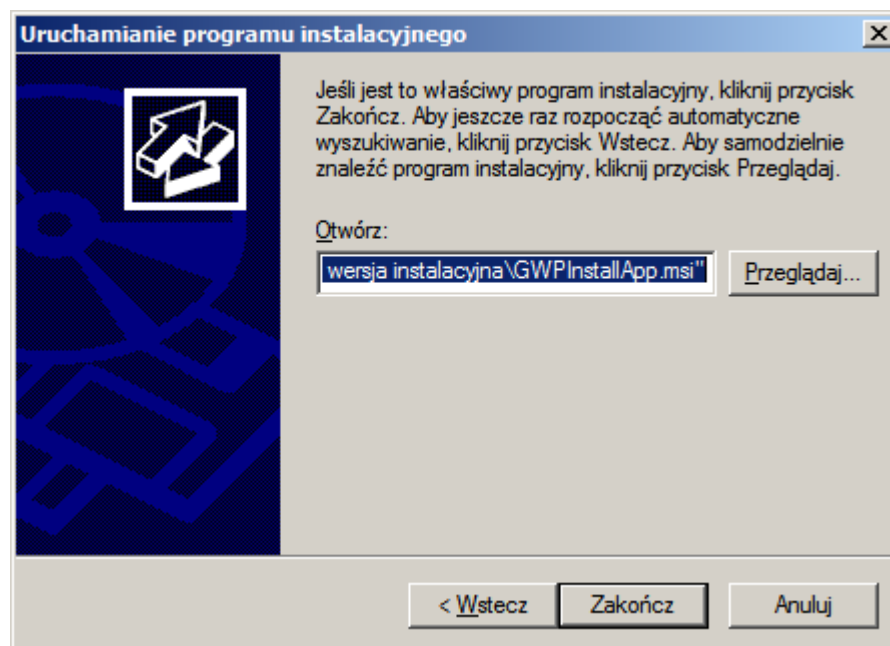 Uruchamianie programu instalacyjnego
Jeśli jest to właściwy program instalacyjny, kliknij przycisk
Zakończ. Aby jeszcze raz rozpocząć automatyczne
wyszukiwanie, kliknij przycisk Wstecz. Aby samodzielnie
znaleźć program instalacyjny, kliknij przycisk Przeglądaj.
Otwórz:
wersja instalacyjna\GWPInstallApp.msi"
Przeglądaj...
< Wstecz
Zakończ
Anuluj